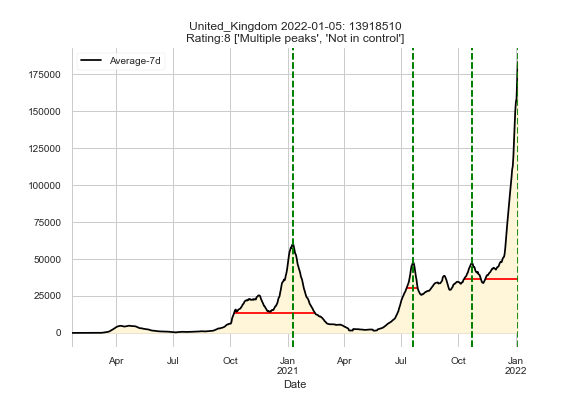 United_Kingdom 2022-01-05: 13918510
Rating:8 ['Multiple peaks', 'Not in control']
Average-7d
175000
150000
125000
100000
75000
50000
25000
0
Apr Jul Oct Jan Apr Jul Oct Jan
2021 2022
Date